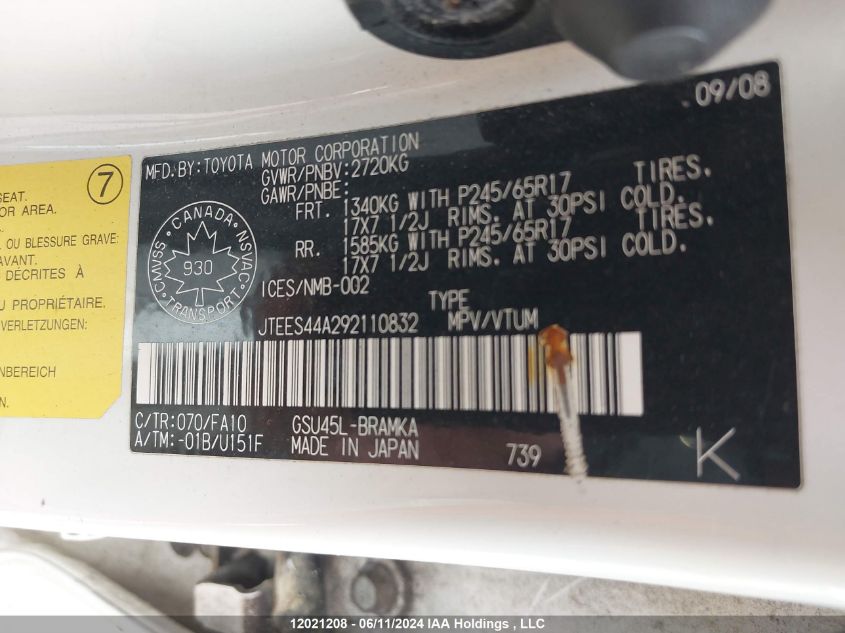 09/08
MFD.BY:TOYOTA MOTOR CORPORATION
GVWR/PNBV:2720KG
GAWR/PNBE:
FRT. 1340KG WITH P245/65R17 TIRES.
17X7 1/2J RIMS. AT 30PSI COLD.
RR. 1585KG WITH P245/65R17 TIRES.
17X7 1/2J RIMS. AT 30PSI COLD.
CANADA
CMVSS NSVAC
930
TRANSPORT
ICES/NMB-002
TYPE
JTEES44A292110832 MPV/VTUM
C/TR:070/FA10 GSU45L-BRAMKA
A/TM:-01B/U151F MADE IN JAPAN
739
K
7
SEAT.
OR AREA.
OU BLESSURE GRAVE:
AVANT.
DÉCRITES À
U PROPRIÉTAIRE.
VERLETZUNGEN.
NBEREICH
N.
12021208 - 06/11/2024 IAA Holdings , LLC